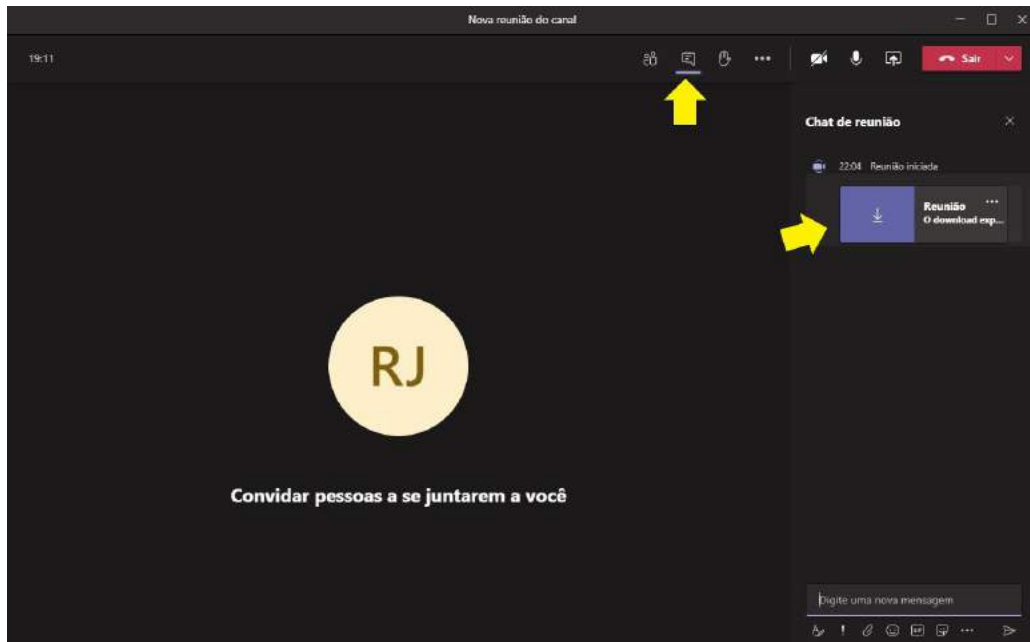 Nova reunião do canal
19:11
Sair
Chat de reunião
22:04 Reunião iniciada
Reunião
O download exp...
RJ
Convidar pessoas a se juntarem a você
Digite uma nova mensagem
GIF